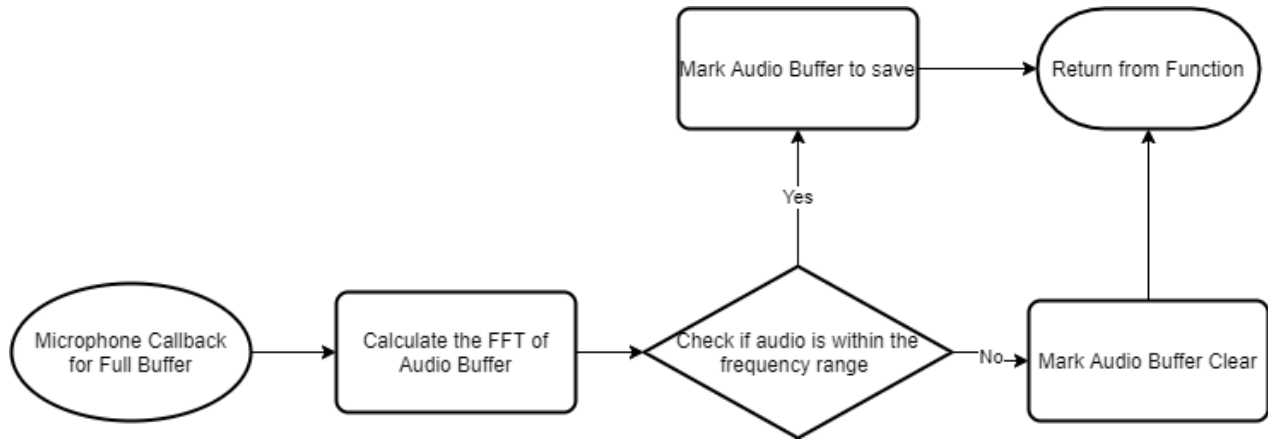 Mark Audio Buffer to save
Return from Function
Yes
Microphone Callback
for Full Buffer
Calculate the FFT of
Audio Buffer
Check if audio is within the
frequency range
No
Mark Audio Buffer Clear